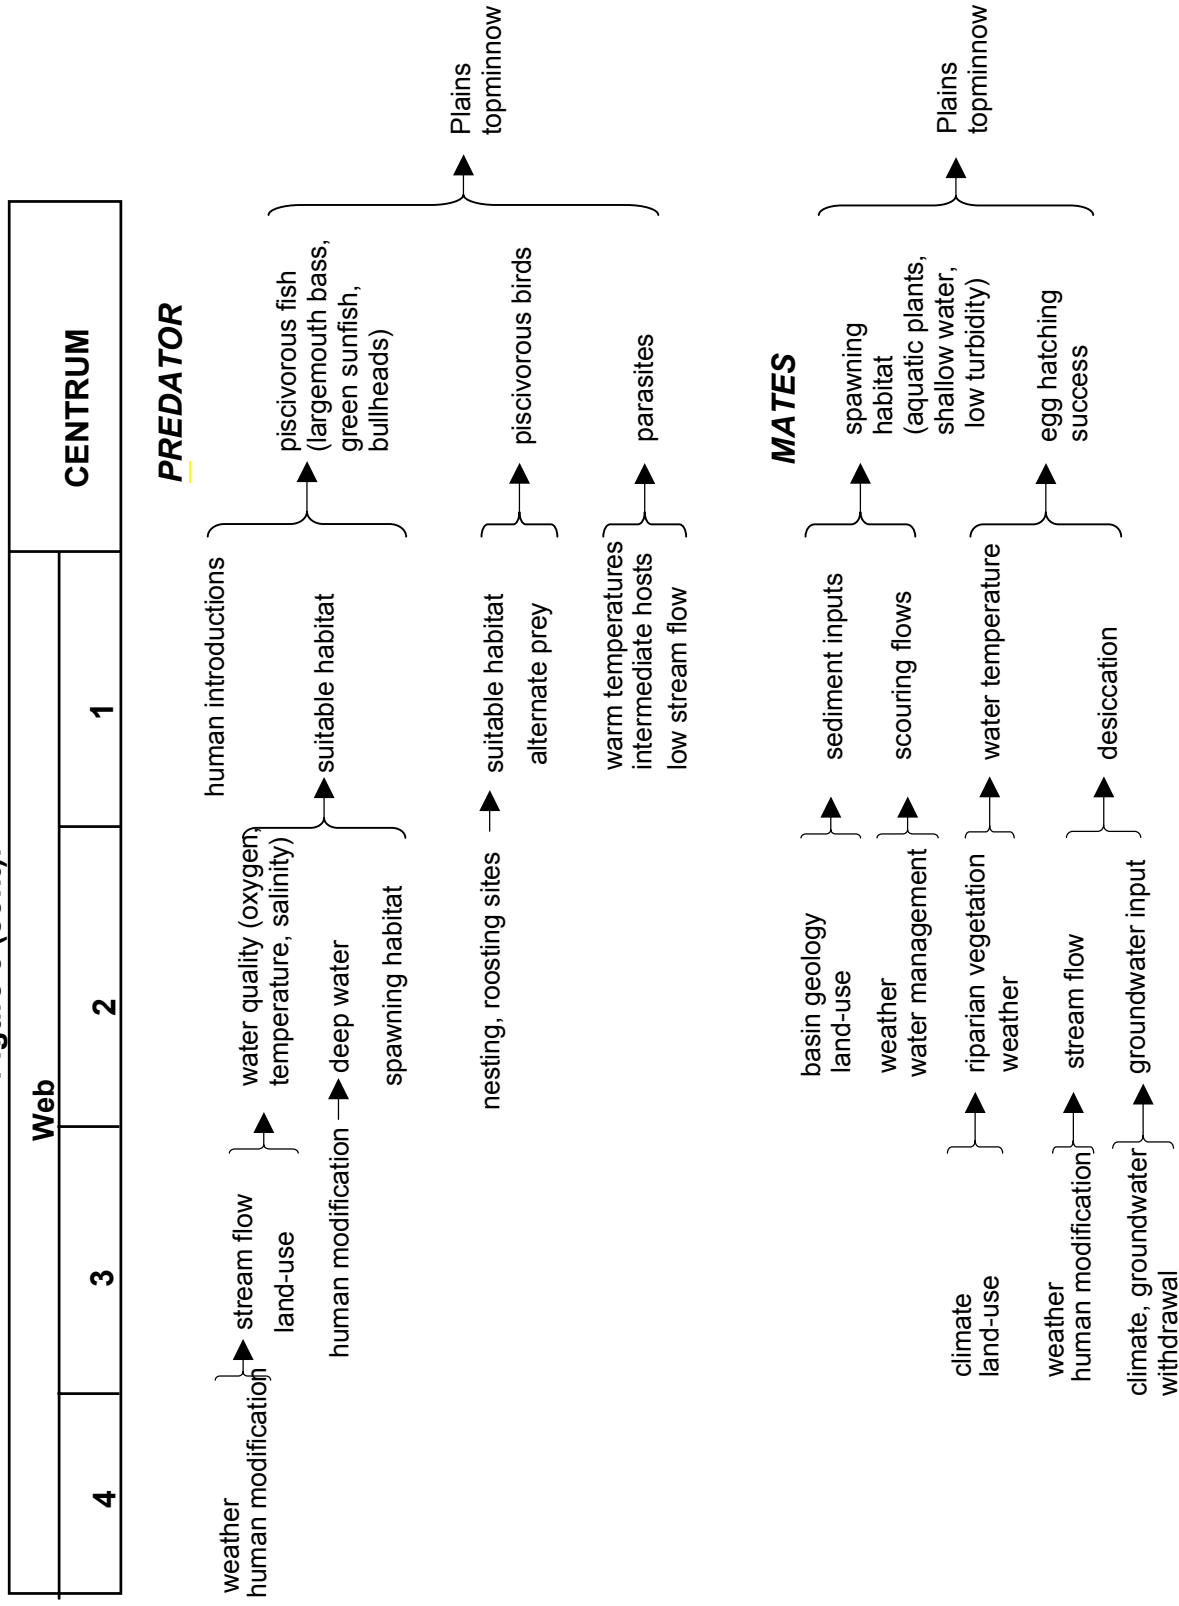 Web
CENTRUM
4
3
2
1
PREDATOR
weather
human modification
stream flow
land-use
human modification
water quality (oxygen,
temperature, salinity)
deep water
spawning habitat
human introductions
suitable habitat
piscivorous fish
(largemouth bass,
green sunfish,
bullheads)
nesting, roosting sites
suitable habitat
alternate prey
piscivorous birds
warm temperatures
intermediate hosts
low stream flow
parasites
Plains
topminnow
MATES
basin geology
land-use
sediment inputs
weather
water management
scouring flows
spawning
habitat
(aquatic plants,
shallow water,
low turbidity)
climate
land-use
riparian vegetation
weather
water temperature
weather
human modification
stream flow
climate, groundwater
withdrawal
groundwater input
desiccation
egg hatching
success
Plains
topminnow